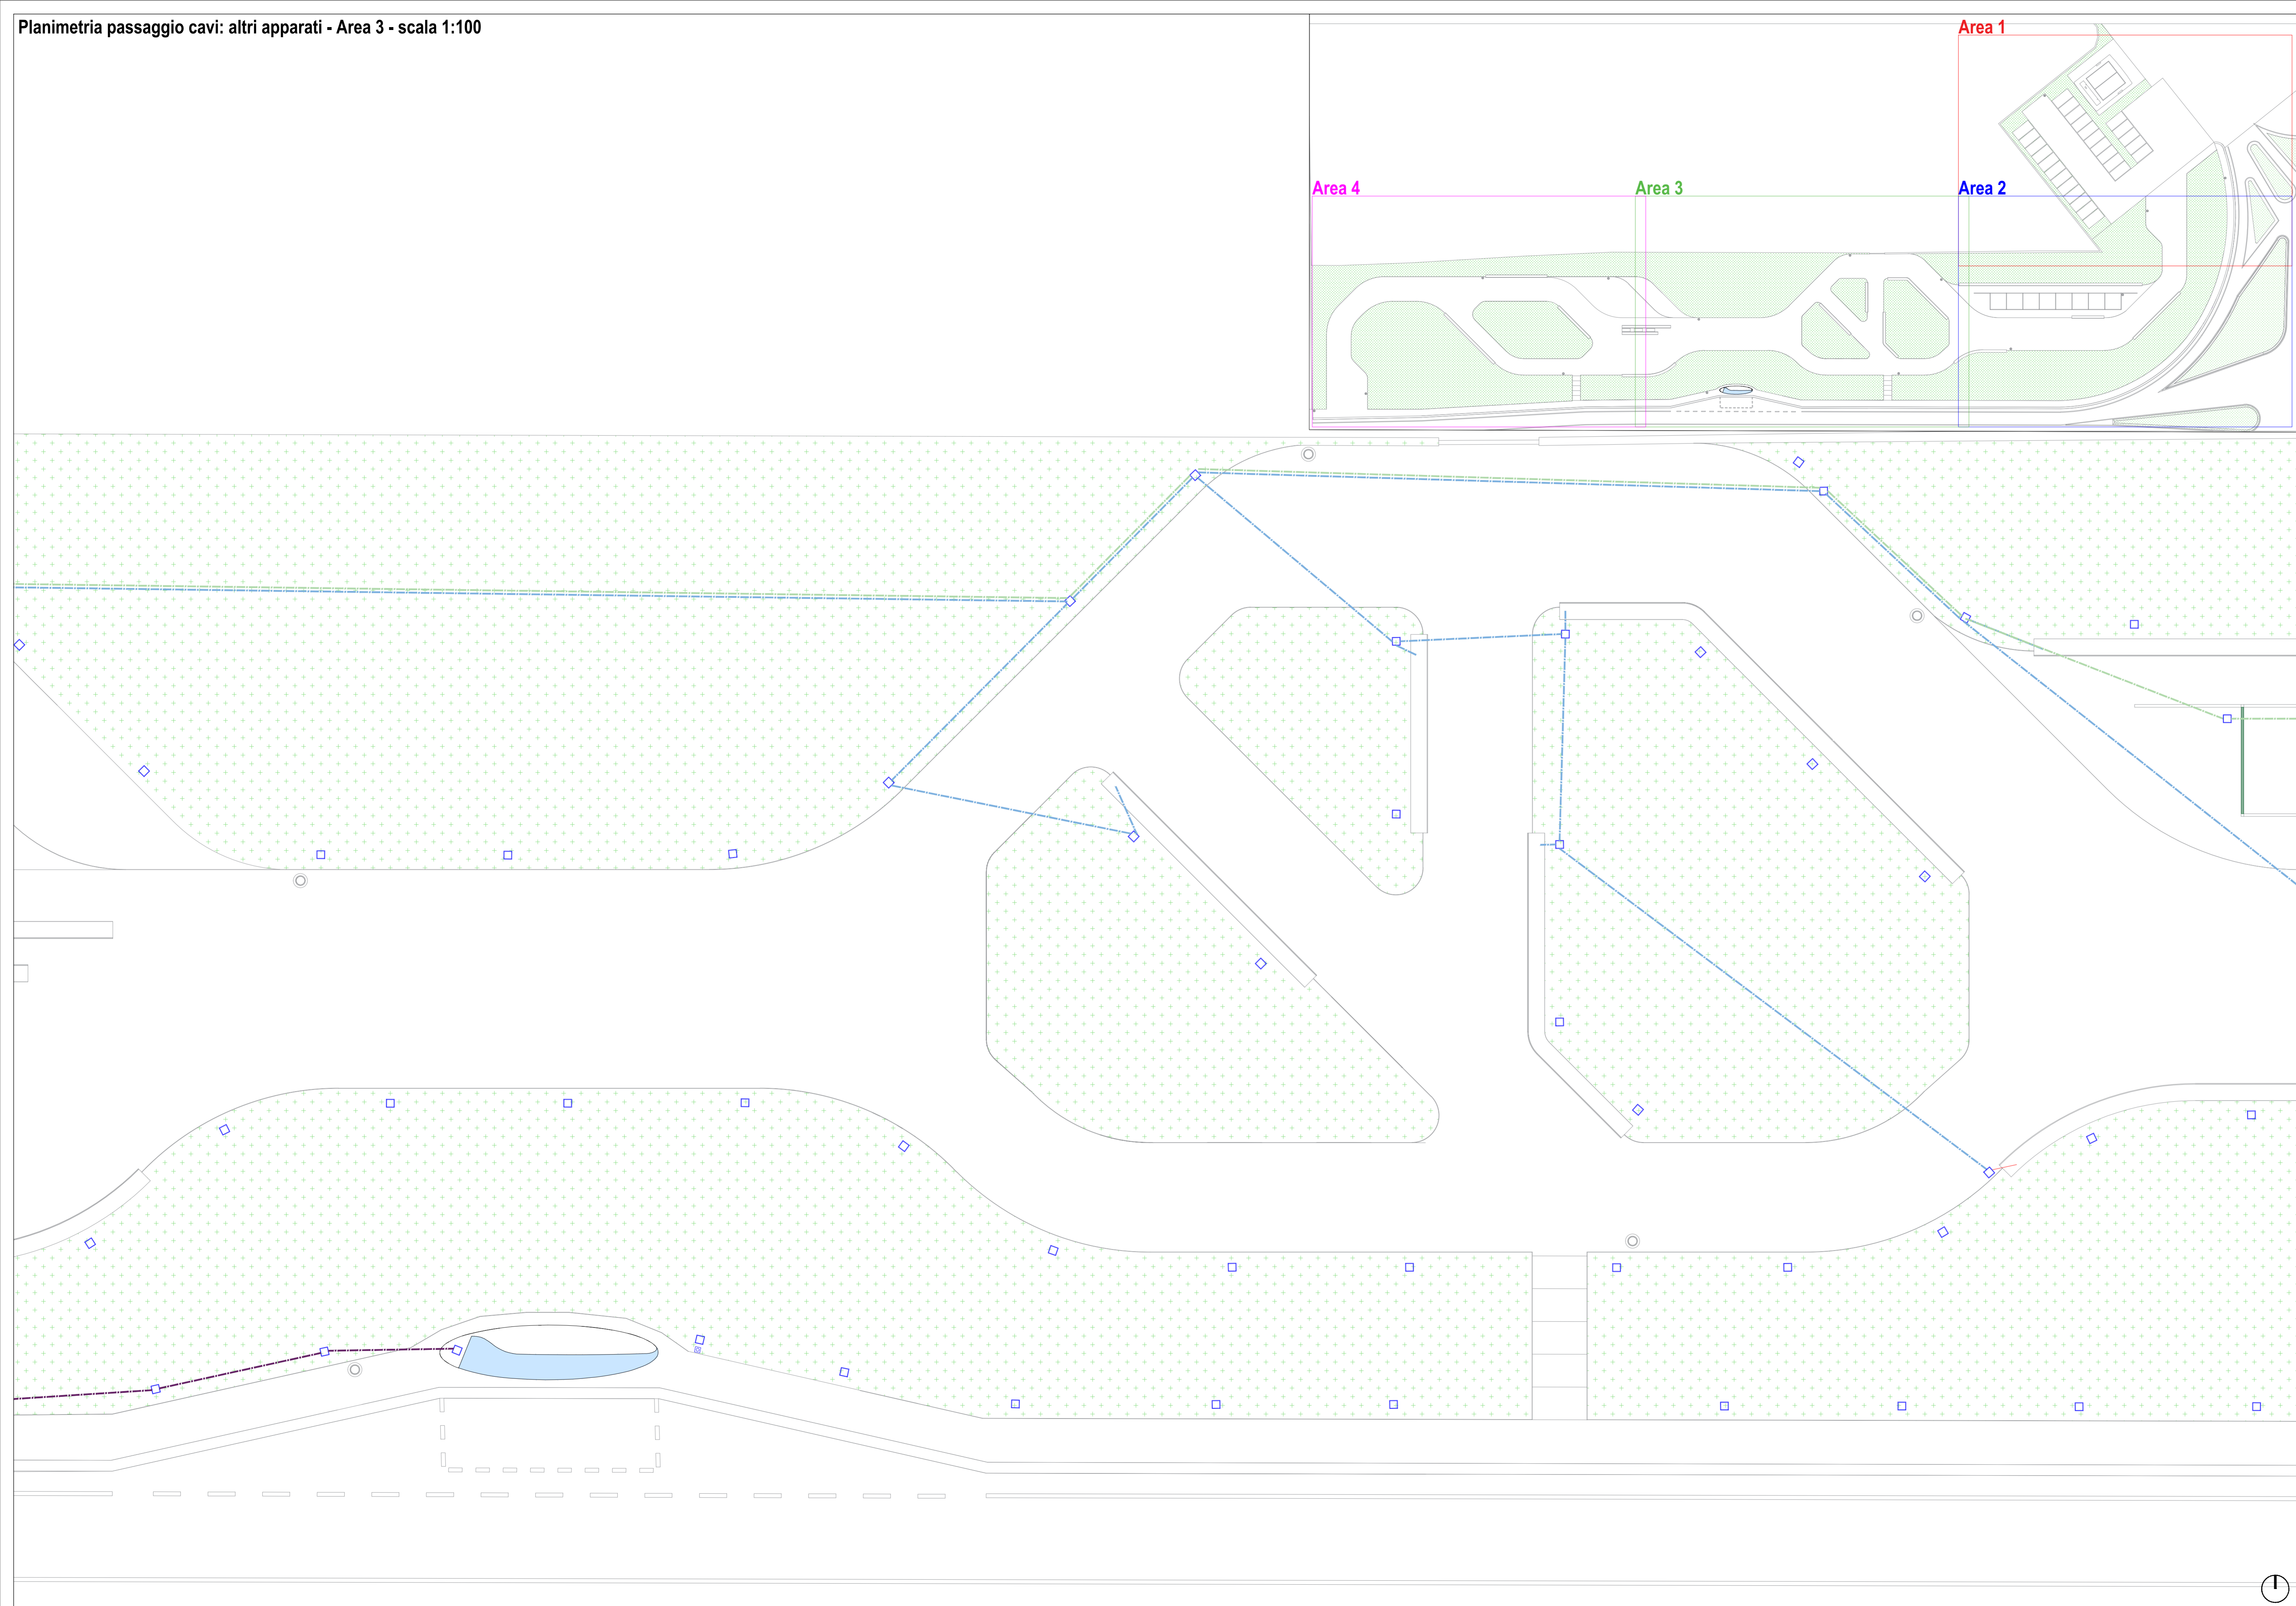 Planimetria passaggio cavi: altri apparati - Area 3 - scala 1:100
Area 1
Area 4
Area 3
Area 2